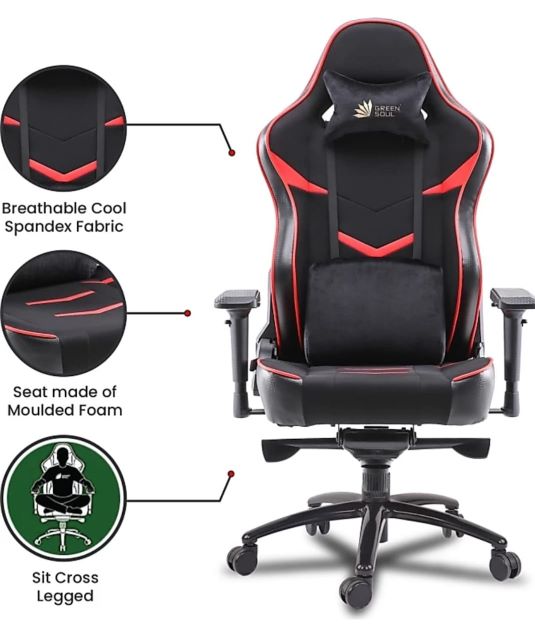 GREEN
SOUL
Breathable Cool
Spandex Fabric
Seat made of
Moulded Foam
Sit Cross
Legged